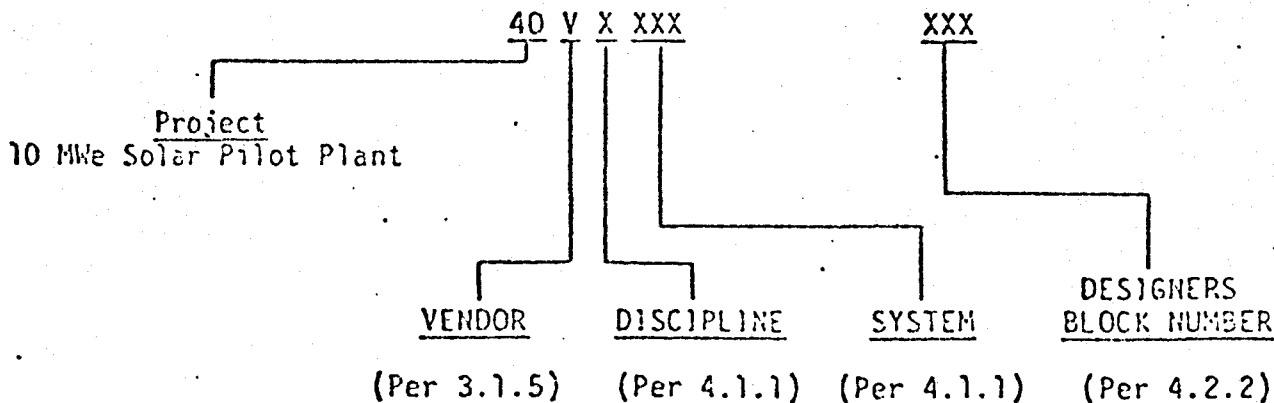 40 V X XXX XXX
Project
10 MWe Solar Pilot Plant
DESIGNERS
VENDOR DISCIPLINE SYSTEM BLOCK NUMBER
(Per 3.1.5) (Per 4.1.1) (Per 4.1.1) (Per 4.2.2)